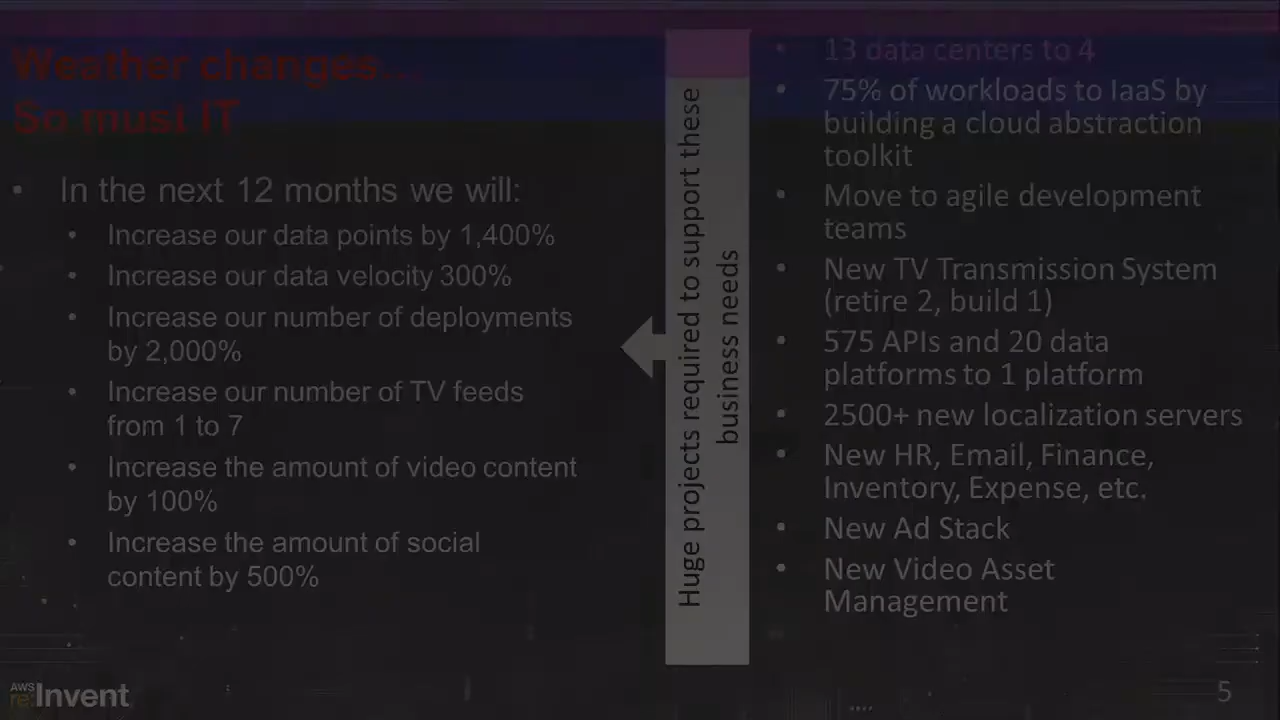 Weather changes...
So must IT
• In the next 12 months we will:
• Increase our data points by 1,400%
• Increase our data velocity 300%
• Increase our number of deployments
by 2,000%
• Increase our number of TV feeds
from 1 to 7
• Increase the amount of video content
by 100%
• Increase the amount of social
content by 500%
Huge projects required to support these
business needs
• 13 data centers to 4
• 75% of workloads to IaaS by
building a cloud abstraction
toolkit
• Move to agile development
teams
• New TV Transmission System
(retire 2, build 1)
• 575 APIs and 20 data
platforms to 1 platform
• 2500+ new localization servers
• New HR, Email, Finance,
Inventory, Expense, etc.
• New Ad Stack
• New Video Asset
Management
AWS
re:Invent
5